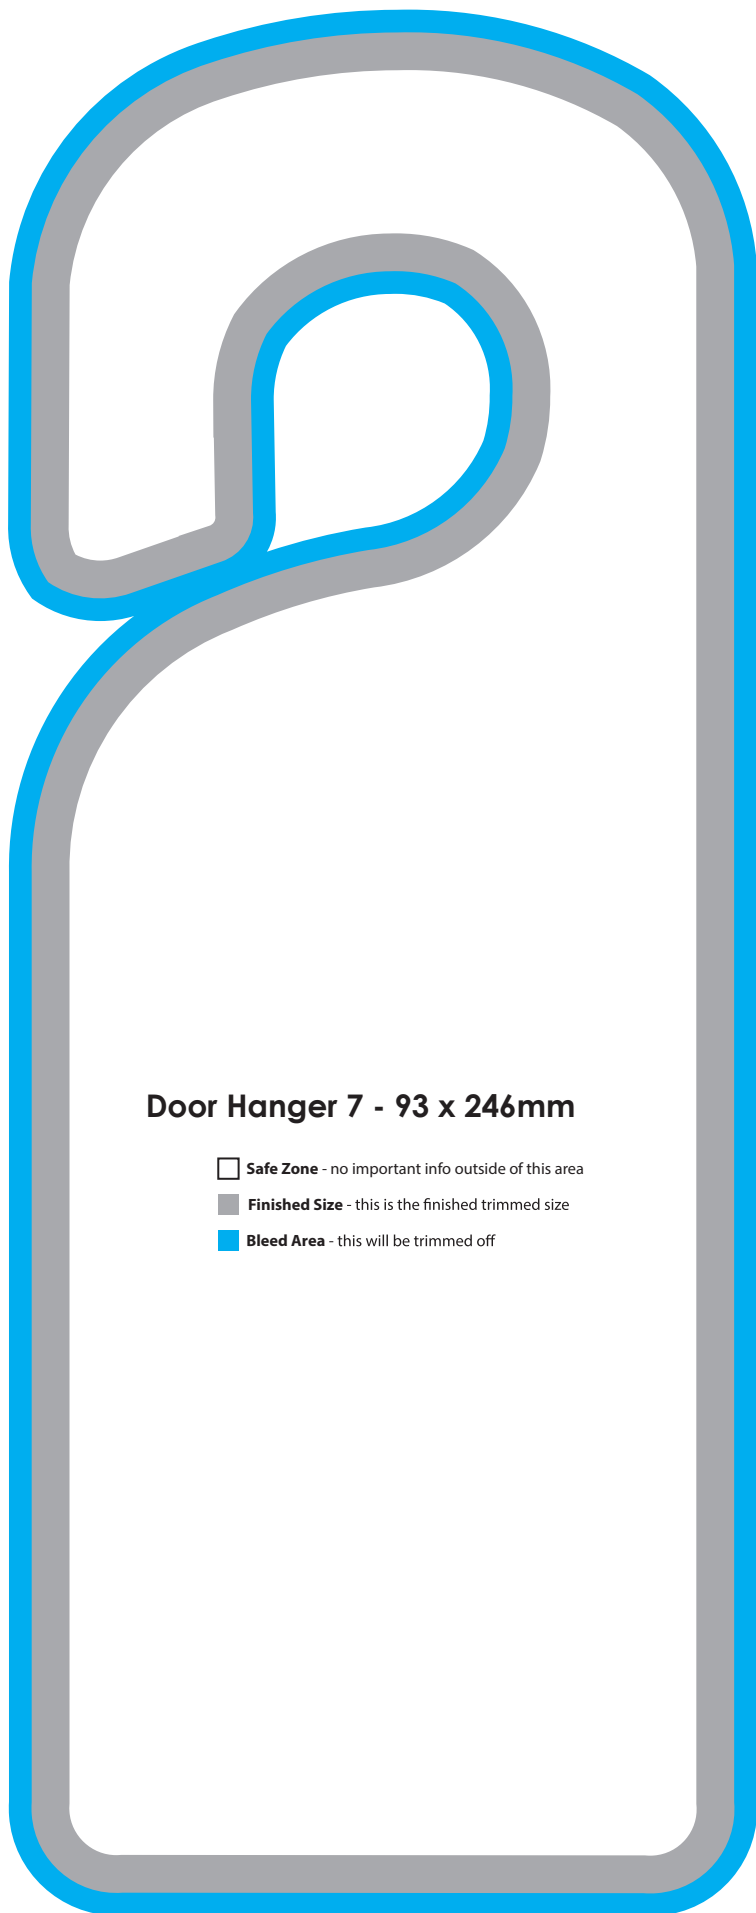 Door Hanger 7 - 93 x 246mm
Safe Zone - no important info outside of this area
Finished Size - this is the finished trimmed size
Bleed Area - this will be trimmed off